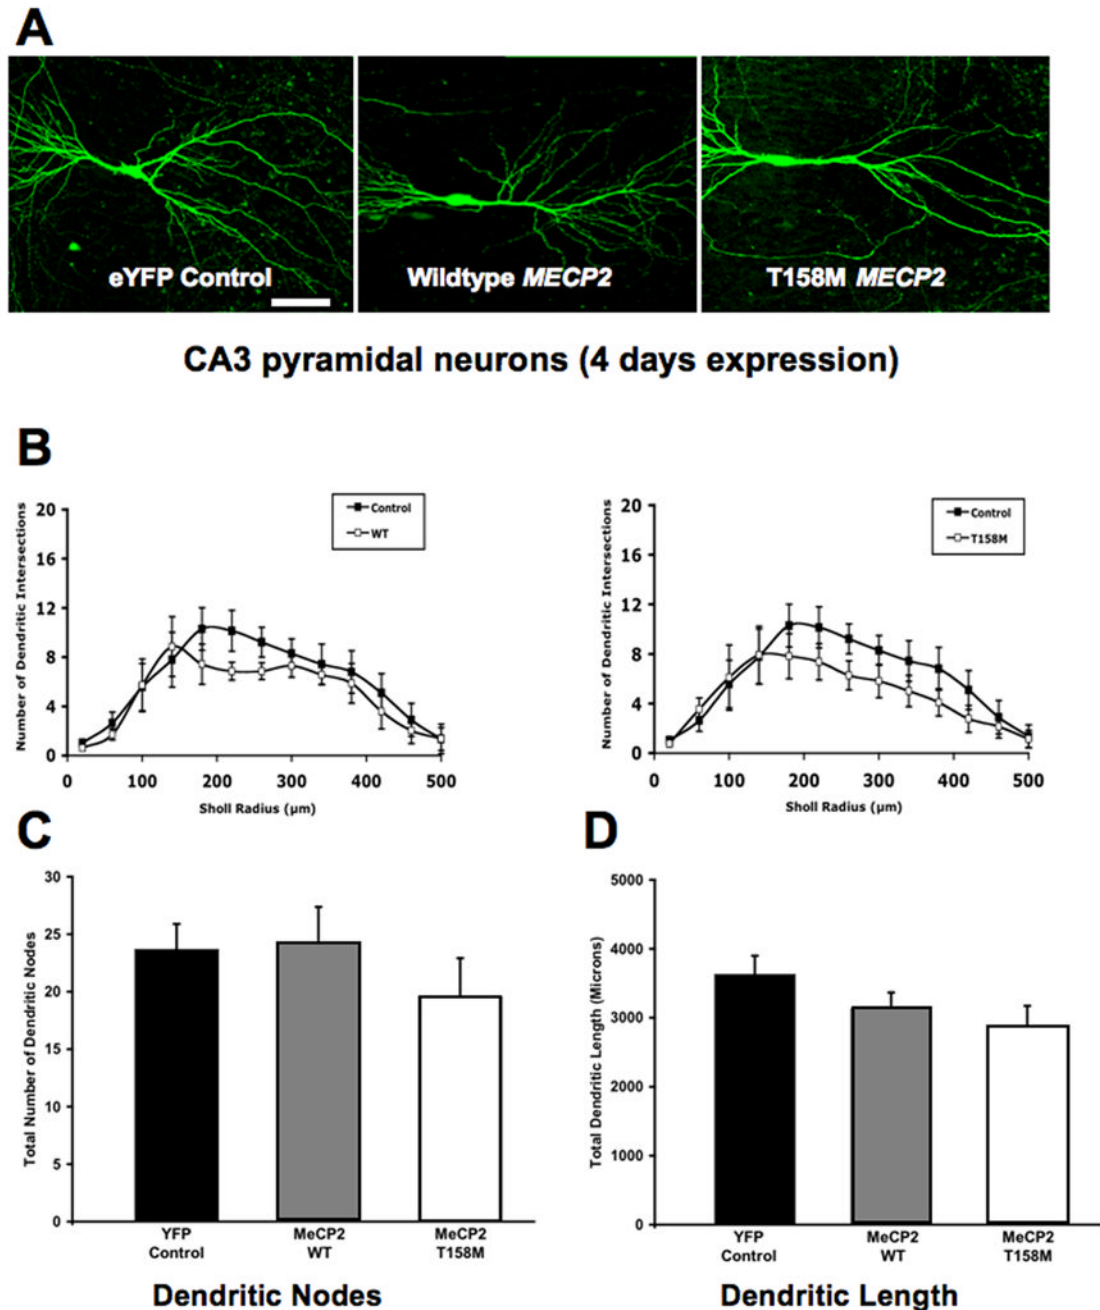 A
eYFP Control
Wildtype MECP2
T158M MECP2
CA3 pyramidal neurons (4 days expression)
B
Number of Dendritic Intersections
20
16
12
8
4
0
0
100
200
300
400
500
Sholl Radius (µm)
Control
WT
Number of Dendritic Intersections
20
16
12
8
4
0
0
100
200
300
400
500
Sholl Radius (µm)
Control
T158M
C
Total Number of Dendritic Nodes
30
25
20
15
10
5
0
YFP
Control
MeCP2
WT
MeCP2
T158M
Dendritic Nodes
D
Total Dendritic Length (Microns)
5000
4000
3000
2000
1000
0
YFP
Control
MeCP2
WT
MeCP2
T158M
Dendritic Length